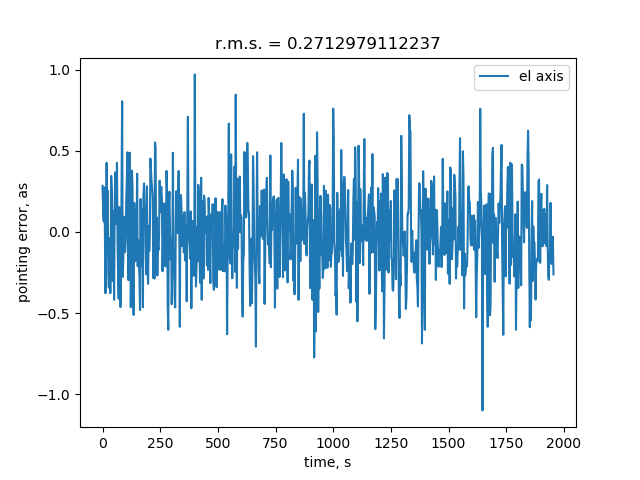 r.m.s. = 0.2712979112237
el axis
pointing error, as
1.0
0.5
0.0
−0.5
−1.0
0 250 500 750 1000 1250 1500 1750 2000
time, s